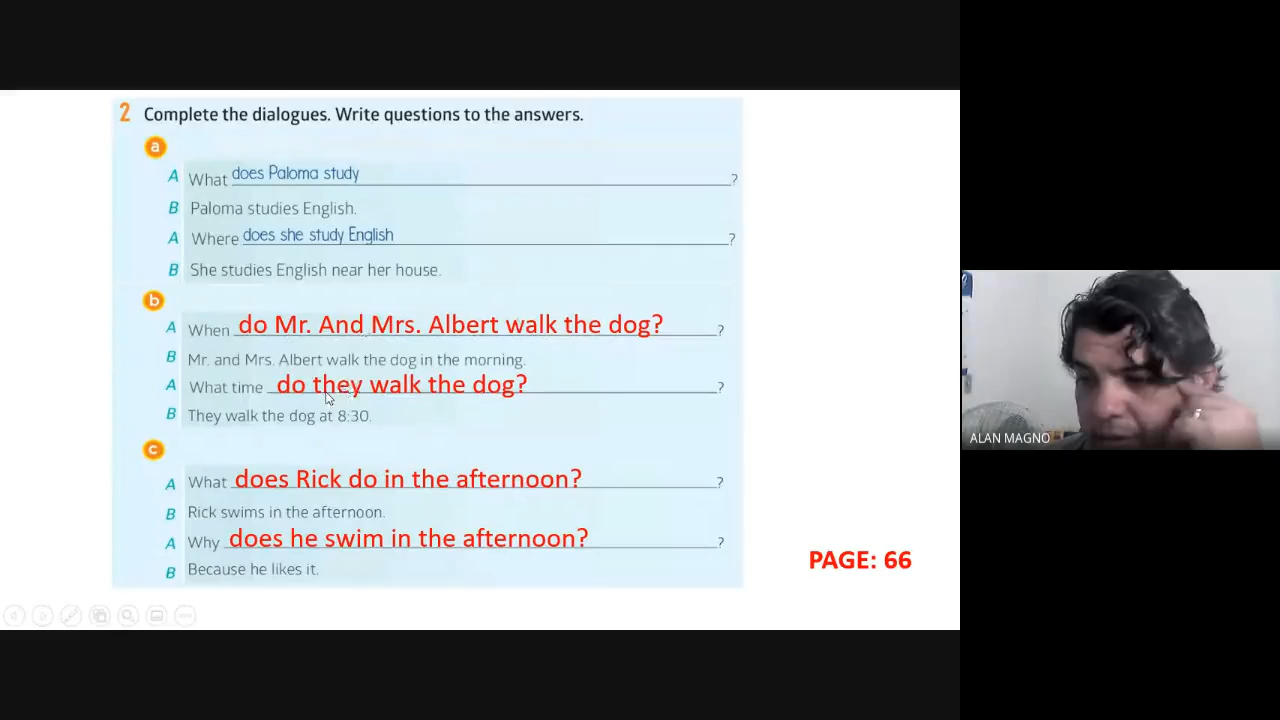 2 Complete the dialogues. Write questions to the answers.
a
A What does Paloma study ?
B Paloma studies English.
A Where does she study English ?
B She studies English near her house.
b
A When do Mr. And Mrs. Albert walk the dog? ?
B Mr. and Mrs. Albert walk the dog in the morning.
A What time do they walk the dog? ?
B They walk the dog at 8:30.
c
A What does Rick do in the afternoon? ?
B Rick swims in the afternoon.
A Why does he swim in the afternoon? ?
B Because he likes it.
PAGE: 66
ALAN MAGNO